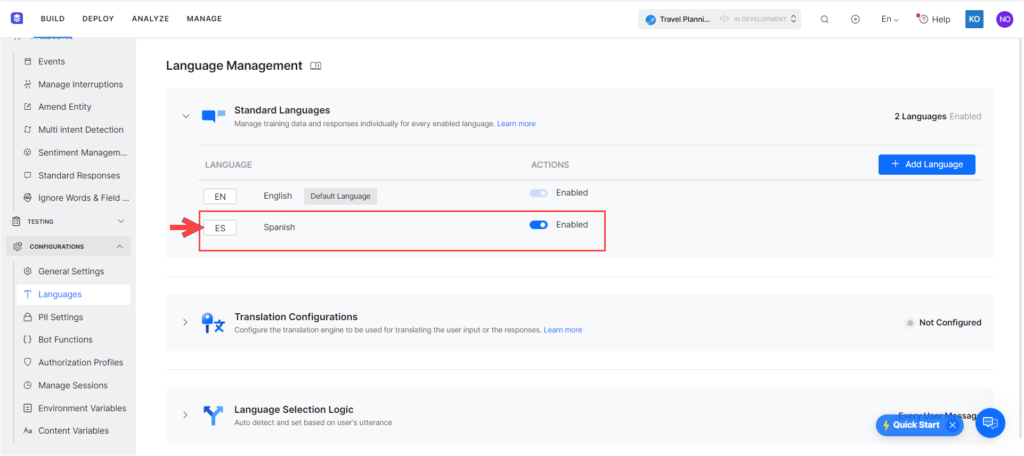 BUILD DEPLOY ANALYZE MANAGE
Travel Planni... </> IN DEVELOPMENT
En
Help
KO
NO
Events
Manage Interruptions
Amend Entity
Multi intent Detection
Sentiment Managem...
Standard Responses
Ignore Words & Field ...
TESTING
CONFIGURATIONS
General Settings
Languages
PII Settings
Bot Functions
Authorization Profiles
Manage Sessions
Environment Variables
Aa Content Variables
Language Management
Standard Languages
Manage training data and responses individually for every enabled language. Learn more
2 Languages Enabled
LANGUAGE ACTIONS
+ Add Language
EN English Default Language Enabled
ES Spanish Enabled
Translation Configurations
Configure the translation engine to be used for translating the user input or the responses. Learn more
Not Configured
Language Selection Logic
Auto detect and set based on user's utterance
Every User Message
Quick Start